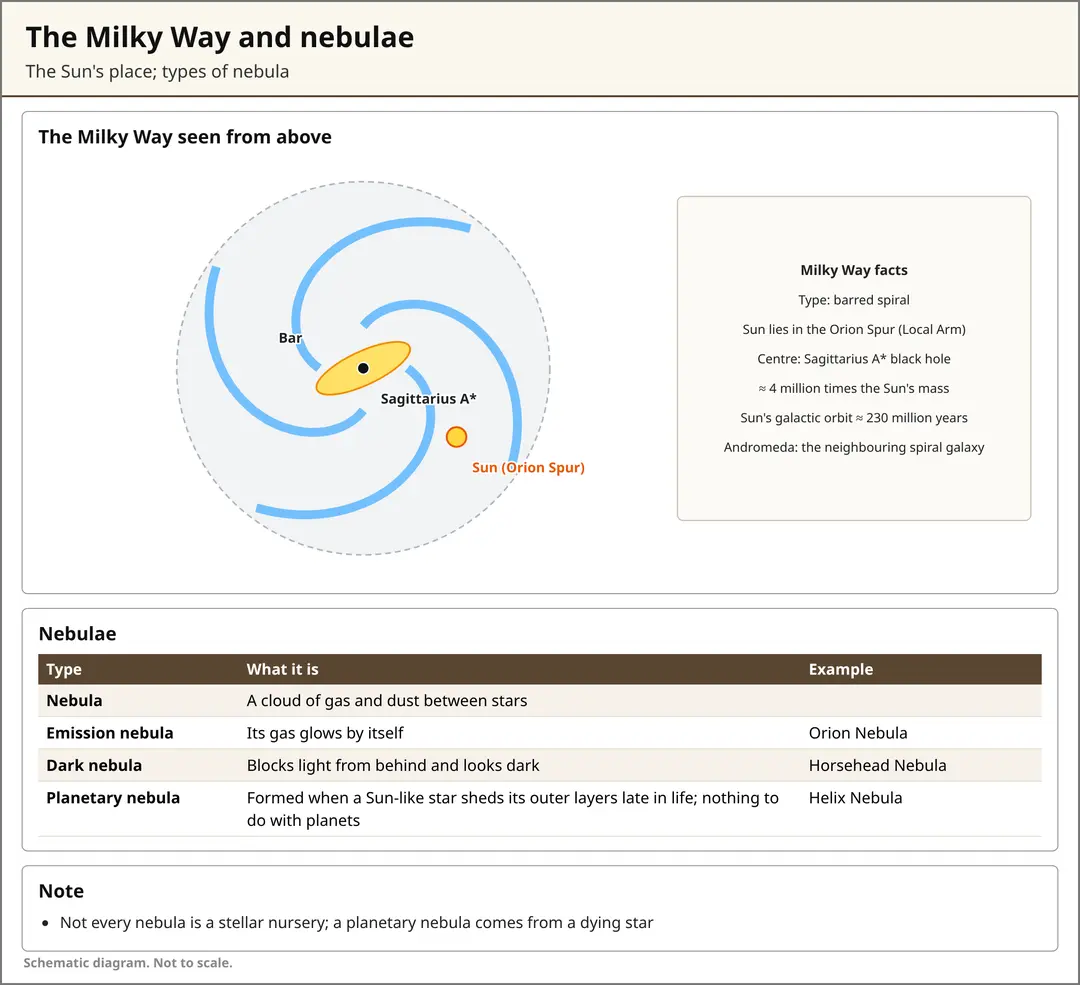 The Milky Way and nebulae
The Sun's place; types of nebula
The Milky Way seen from above
Bar
Sagittarius A*
Sun (Orion Spur)
Milky Way facts
Type: barred spiral
Sun lies in the Orion Spur (Local Arm)
Centre: Sagittarius A* black hole
≈ 4 million times the Sun's mass
Sun's galactic orbit ≈ 230 million years
Andromeda: the neighbouring spiral galaxy
Nebulae
Type What it is Example
Nebula A cloud of gas and dust between stars
Emission nebula Its gas glows by itself Orion Nebula
Dark nebula Blocks light from behind and looks dark Horsehead Nebula
Planetary nebula Formed when a Sun-like star sheds its outer layers late in life; nothing to Helix Nebula
do with planets
Note
• Not every nebula is a stellar nursery; a planetary nebula comes from a dying star
Schematic diagram. Not to scale.